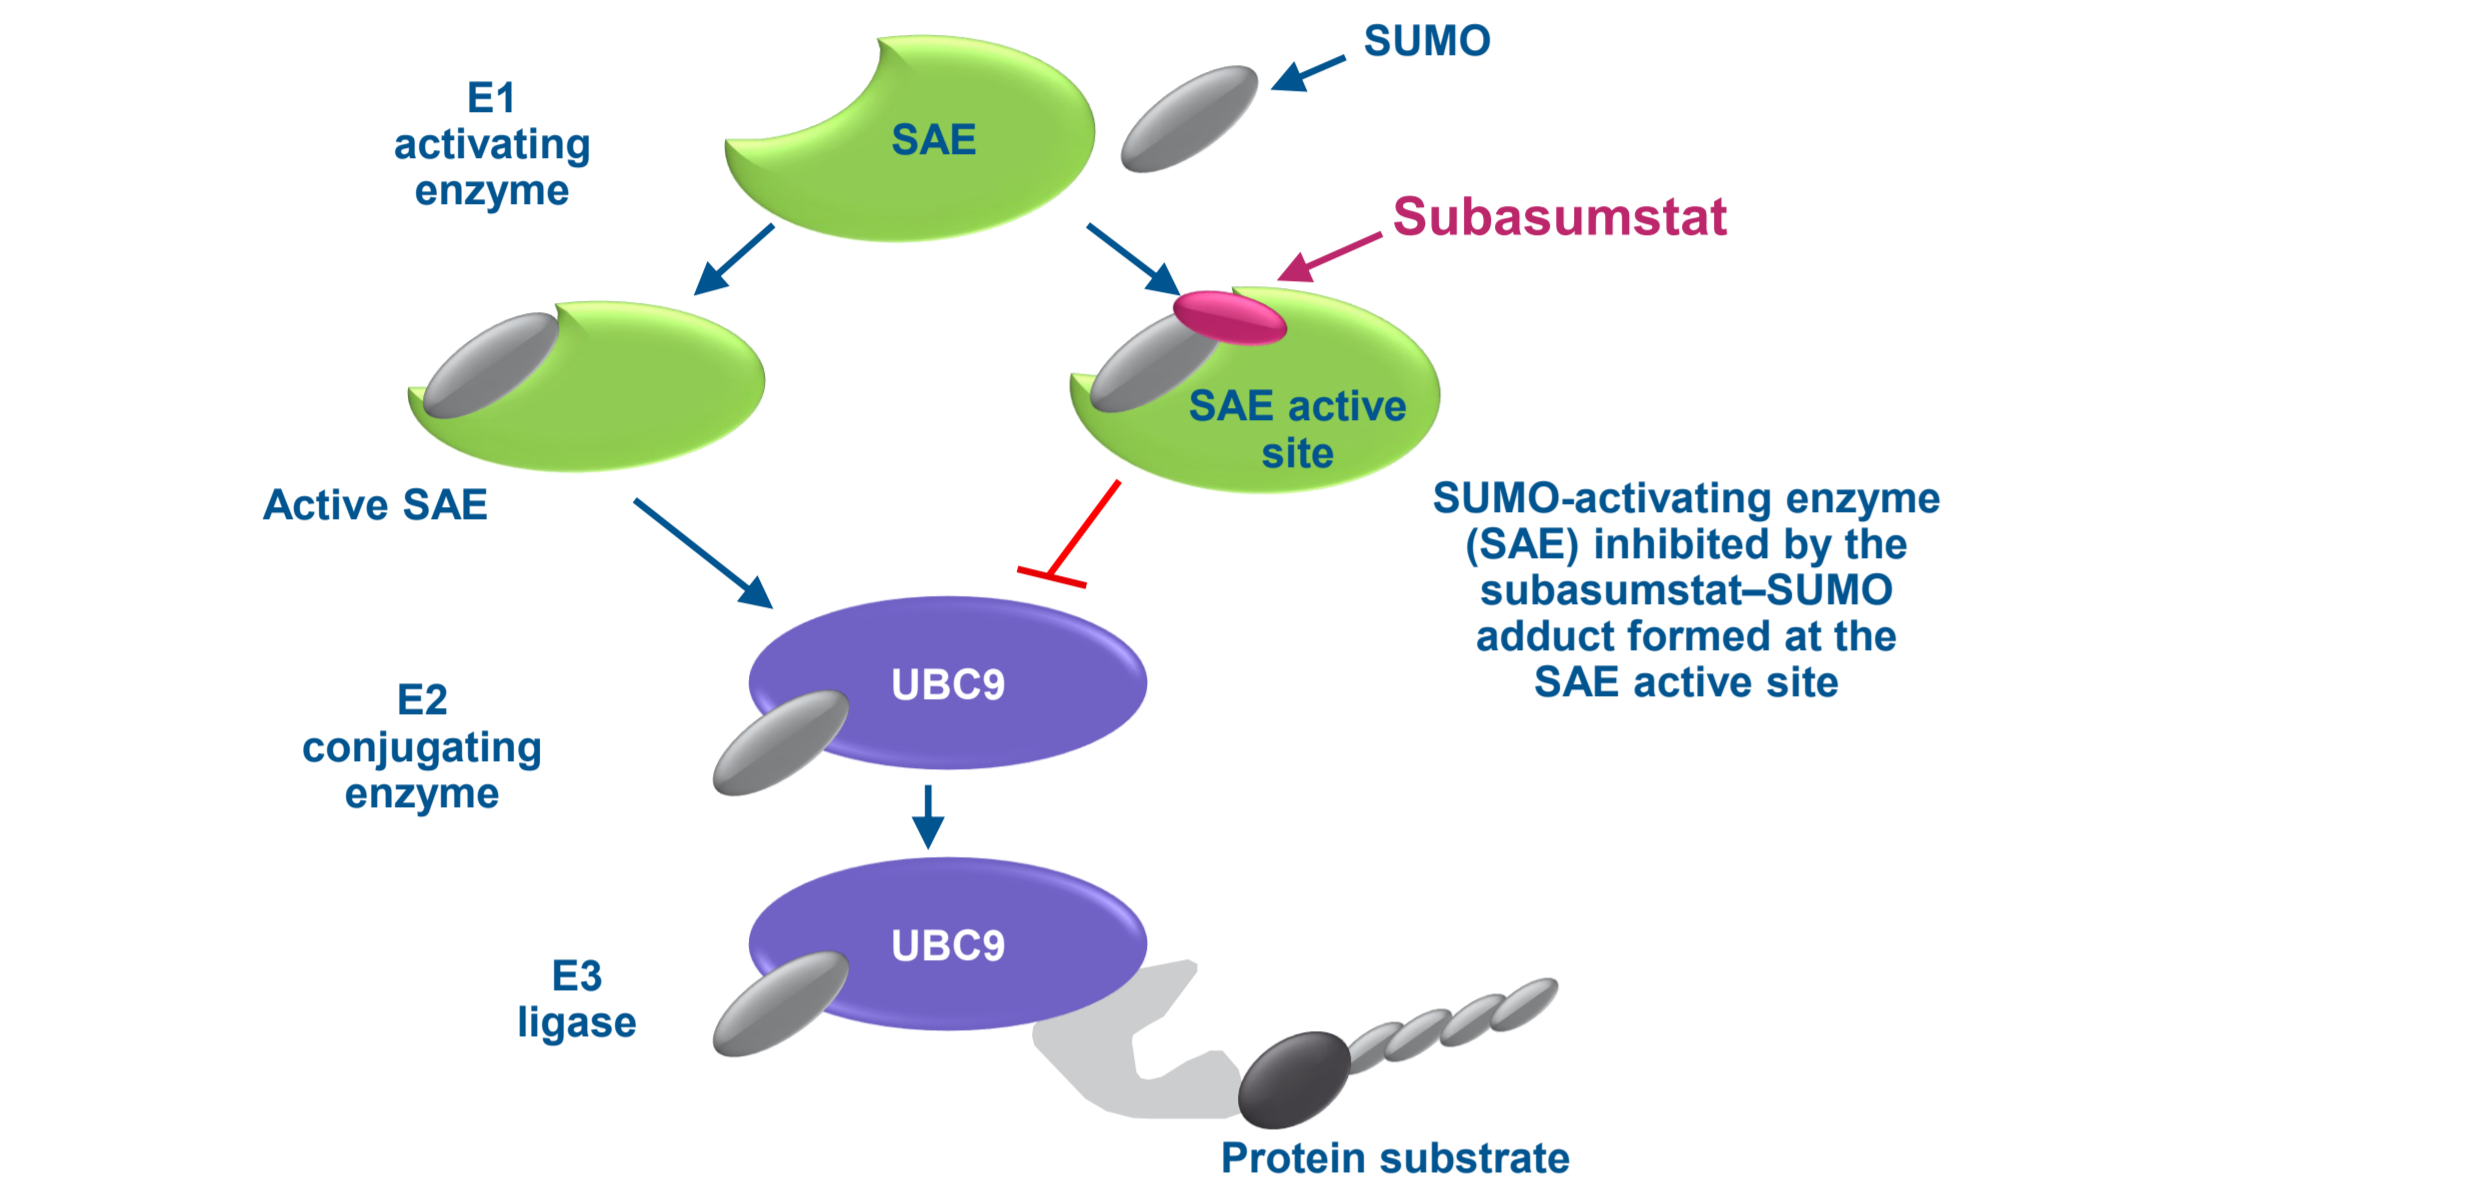 SUMO
E1
activating
enzyme
SAE
Subasumstat
SAE active
site
Active SAE
SUMO-activating enzyme
(SAE) inhibited by the
subasumstat–SUMO
adduct formed at the
SAE active site
E2
conjugating
enzyme
UBC9
E3
ligase
UBC9
Protein substrate